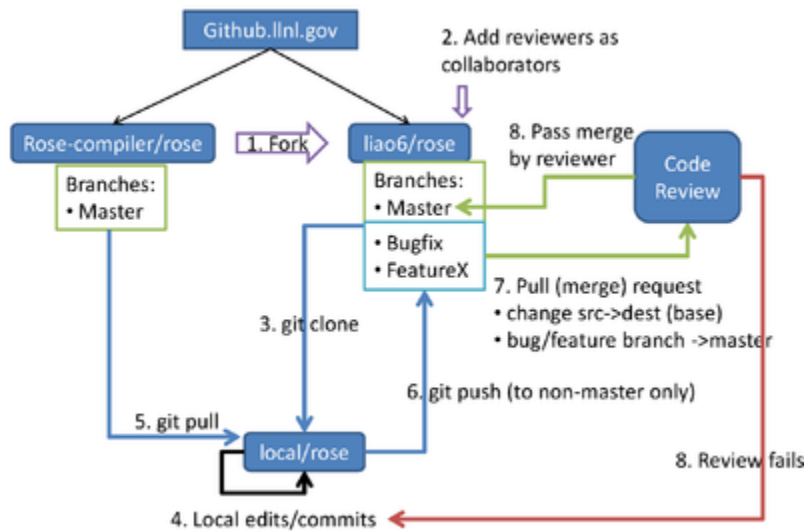 Github.llnl.gov
2. Add reviewers as
collaborators
Rose-compiler/rose
1. Fork
liao6/rose
8. Pass merge
by reviewer
Code
Review
Branches:
• Master
Branches:
• Master
• Bugfix
• FeatureX
7. Pull (merge) request
• change src->dest (base)
• bug/feature branch ->master
3. git clone
6. git push (to non-master only)
5. git pull
local/rose
8. Review fails
4. Local edits/commits